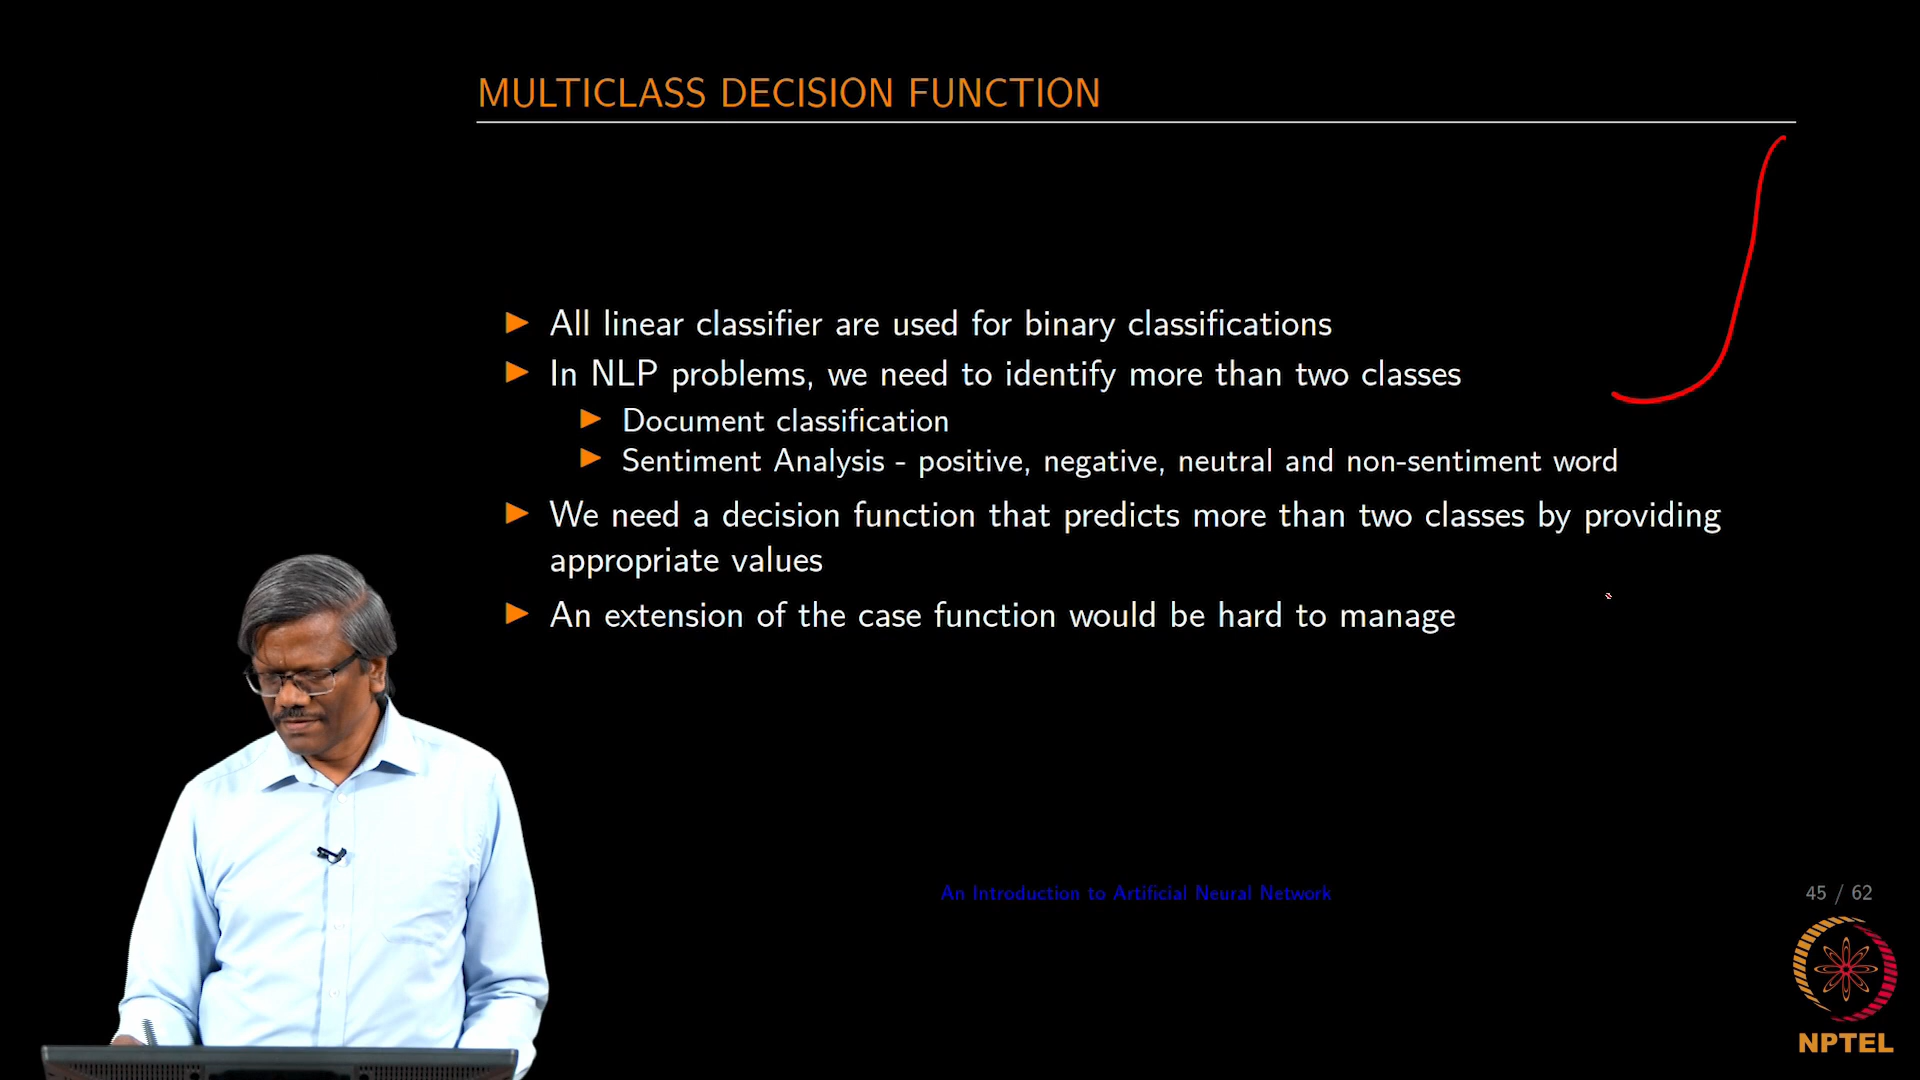 MULTICLASS DECISION FUNCTION
All linear classifier are used for binary classifications
In NLP problems, we need to identify more than two classes
Document classification
Sentiment Analysis - positive, negative, neutral and non-sentiment word
We need a decision function that predicts more than two classes by providing
appropriate values
An extension of the case function would be hard to manage
An Introduction to Artificial Neural Network
45 / 62
NPTEL